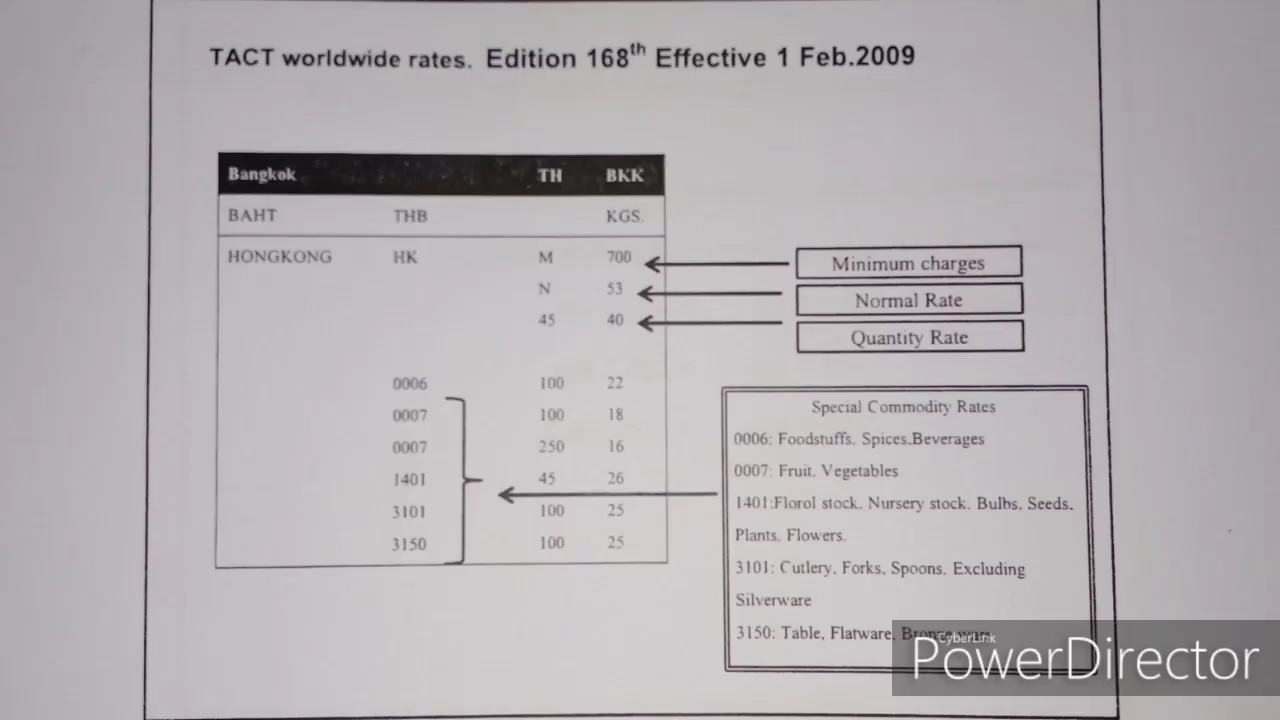 TACT worldwide rates. Edition 168th Effective 1 Feb.2009
Bangkok TH BKK
BAHT THB KGS.
HONGKONG HK M 700
N 53
45 40
0006 100 22
0007 100 18
0007 250 16
1401 45 26
3101 100 25
3150 100 25
Minimum charges
Normal Rate
Quantity Rate
Special Commodity Rates
0006: Foodstuffs. Spices.Beverages
0007: Fruit. Vegetables
1401:Florol stock. Nursery stock. Bulbs. Seeds.
Plants. Flowers.
3101: Cutlery. Forks. Spoons. Excluding
Silverware
3150: Table. Flatware. Bronze
CyberLink
PowerDirector